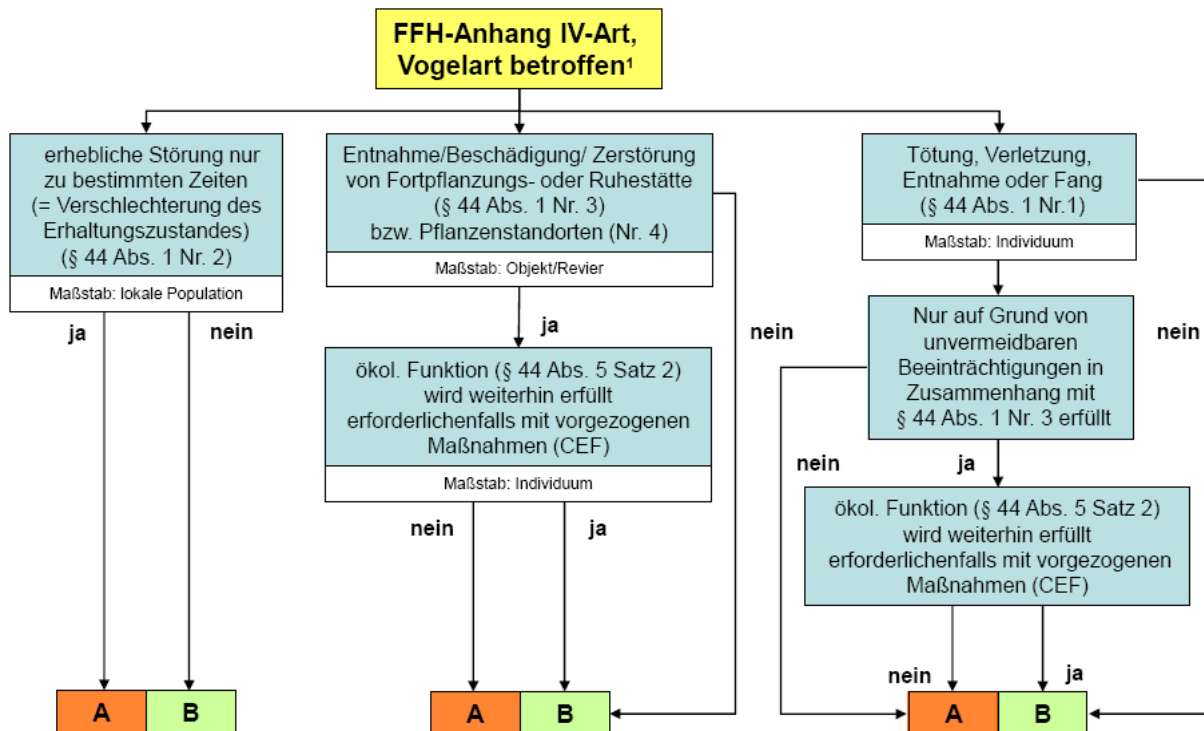 FFH-Anhang IV-Art,
Vogelart betroffen¹
erhebliche Störung nur
zu bestimmten Zeiten
(= Verschlechterung des
Erhaltungszustandes)
(§ 44 Abs. 1 Nr. 2)
Maßstab: lokale Population
ja
nein
A
B
Entnahme/Beschädigung/ Zerstörung
von Fortpflanzungs- oder Ruhestätte
(§ 44 Abs. 1 Nr. 3)
bzw. Pflanzenstandorten (Nr. 4)
Maßstab: Objekt/Revier
ja
nein
ökol. Funktion (§ 44 Abs. 5 Satz 2)
wird weiterhin erfüllt
erforderlichenfalls mit vorgezogenen
Maßnahmen (CEF)
Maßstab: Individuum
nein
ja
A
B
Tötung, Verletzung,
Entnahme oder Fang
(§ 44 Abs. 1 Nr.1)
Maßstab: Individuum
nein
Nur auf Grund von
unvermeidbaren
Beeinträchtigungen in
Zusammenhang mit
§ 44 Abs. 1 Nr. 3 erfüllt
nein
ja
ökol. Funktion (§ 44 Abs. 5 Satz 2)
wird weiterhin erfüllt
erforderlichenfalls mit vorgezogenen
Maßnahmen (CEF)
nein
ja
A
B